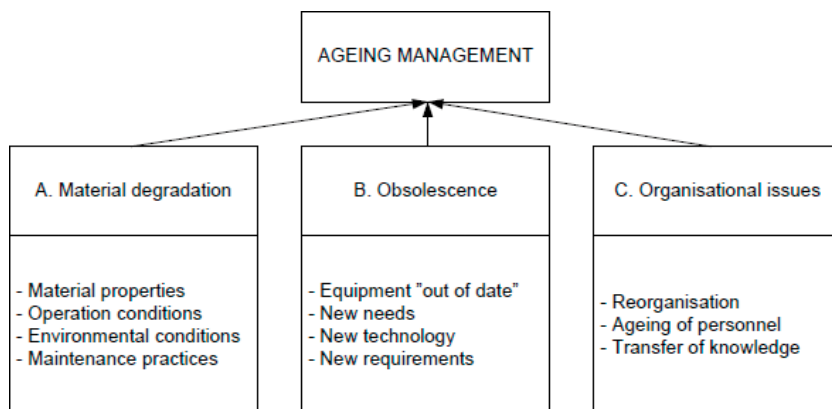 AGEING MANAGEMENT
A. Material degradation
- Material properties
- Operation conditions
- Environmental conditions
- Maintenance practices
B. Obsolescence
- Equipment ”out of date”
- New needs
- New technology
- New requirements
C. Organisational issues
- Reorganisation
- Ageing of personnel
- Transfer of knowledge